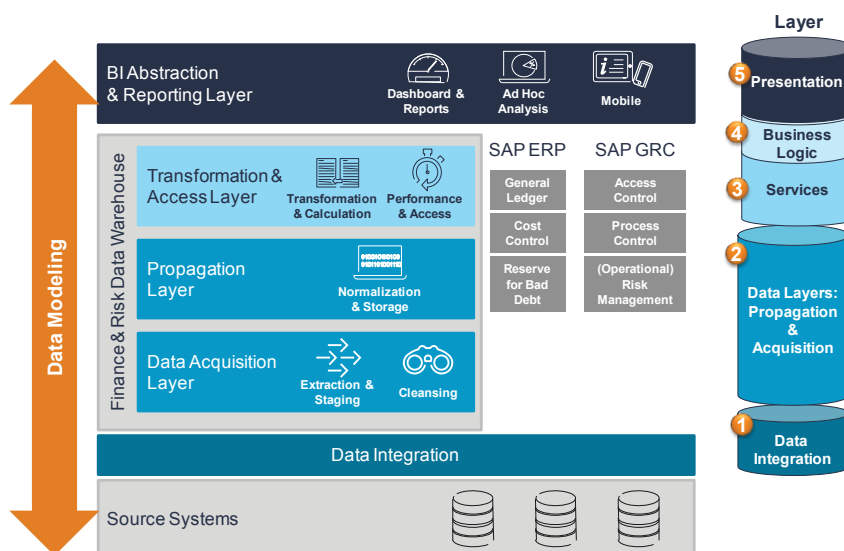 Layer
BI Abstraction
& Reporting Layer
Dashboard &
Reports
Ad Hoc
Analysis
Mobile
5
Presentation
4
Business
Logic
3
Services
2
Data Layers:
Propagation
&
Acquisition
1
Data
Integration
Data Modeling
Finance & Risk Data Warehouse
Transformation &
Access Layer
Transformation
& Calculation
Performance
& Access
Propagation
Layer
Normalization
& Storage
Data Acquisition
Layer
Extraction &
Staging
Cleansing
SAP ERP
General
Ledger
Cost
Control
Reserve
for Bad
Debt
SAP GRC
Access
Control
Process
Control
(Operational)
Risk
Management
Data Integration
Source Systems